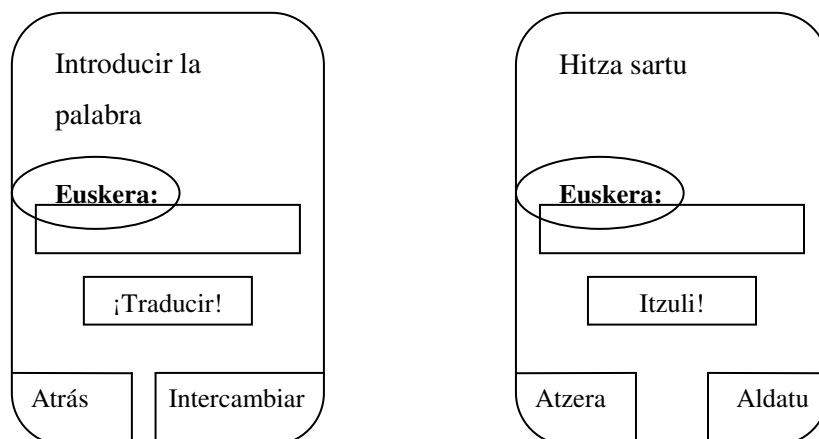 Introducir la
palabra
Euskera:
¡Traducir!
Atrás
Intercambiar
Hitza sartu
Euskera:
Itzuli!
Atzera
Aldatu